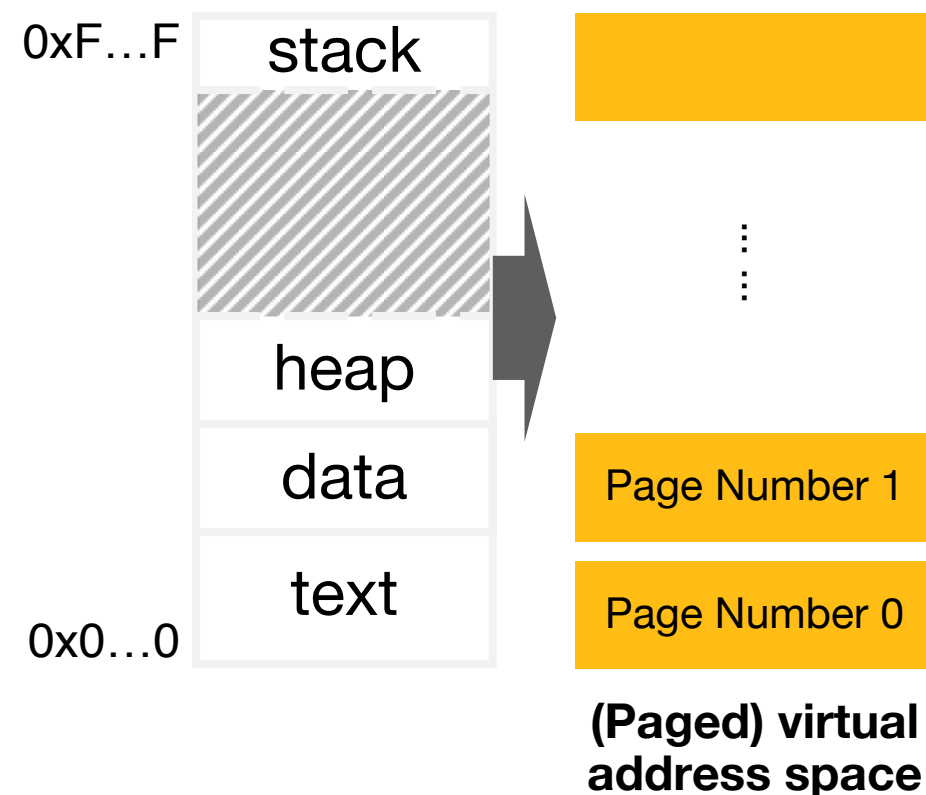 0xF…F
stack
heap
data
text
0x0…0
⋮
⋮
Page Number 1
Page Number 0
(Paged) virtual
address space